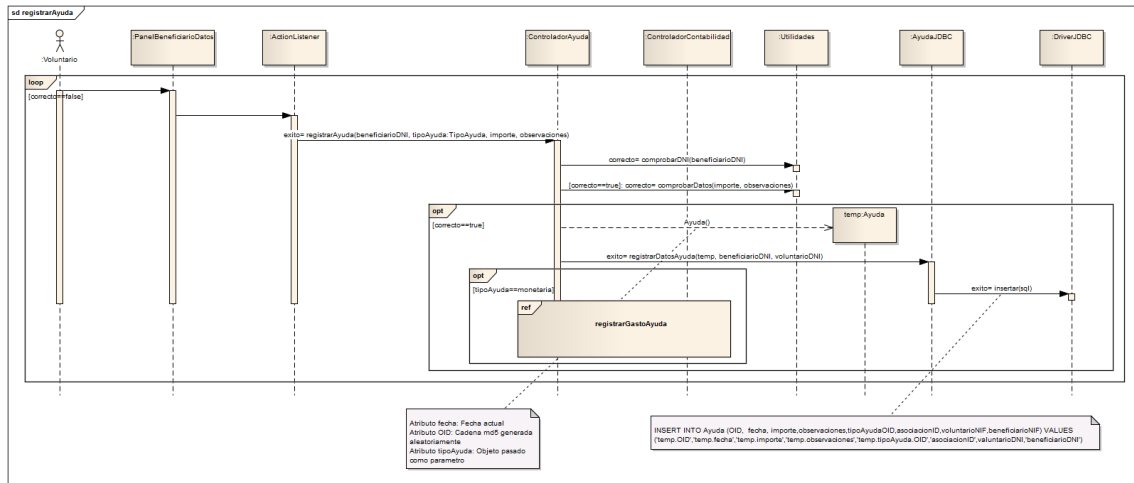 sd registrarAyuda
:Voluntario
:PanelBeneficiarioDatos
:ActionListener
:ControladorAyuda
:ControladorContabilidad
:Utilidades
:AyudaJDBC
:DriverJDBC
loop
[correcto==false]
exito= registrarAyuda(beneficiarioDNI, tipoAyuda:TipoAyuda, importe, observaciones)
correcto= comprobarDNI(beneficiarioDNI)
[correcto==true]: correcto= comprobarDatos(importe, observaciones)
opt
[correcto==true]
Ayuda()
temp:Ayuda
exito= registrarDatosAyuda(temp, beneficiarioDNI, voluntarioDNI)
opt
[tipoAyuda==monetaria]
exito= insertar(sql)
ref
registrarGastoAyuda
Atributo fecha: Fecha actual
Atributo OID: Cadena md5 generada
aleatoriamente
Atributo tipoAyuda: Objeto pasado
como parametro
INSERT INTO Ayuda (OID, fecha, importe,observaciones,tipoAyudaOID,asociacionID,voluntarioNIF,beneficiarioNIF) VALUES
('temp.OID','temp.fecha','temp.importe','temp.observaciones','temp.tipoAyuda.OID','asociacionID',valuntarioDNI,'beneficiarioDNI')